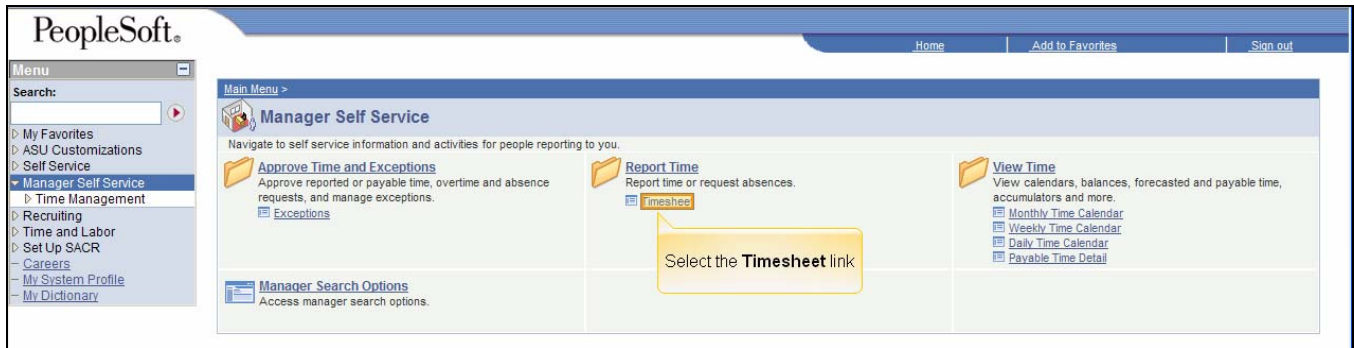 PeopleSoft.
Home
Add to Favorites
Sign out
Menu
Search:
My Favorites
ASU Customizations
Self Service
Manager Self Service
Time Management
Recruiting
Time and Labor
Set Up SACR
Careers
My System Profile
My Dictionary
Main Menu >
Manager Self Service
Navigate to self service information and activities for people reporting to you.
Approve Time and Exceptions
Approve reported or payable time, overtime and absence
requests, and manage exceptions.
Exceptions
Report Time
Report time or request absences.
Timesheet
Select the Timesheet link
View Time
View calendars, balances, forecasted and payable time,
accumulators and more.
Monthly Time Calendar
Weekly Time Calendar
Daily Time Calendar
Payable Time Detail
Manager Search Options
Access manager search options.